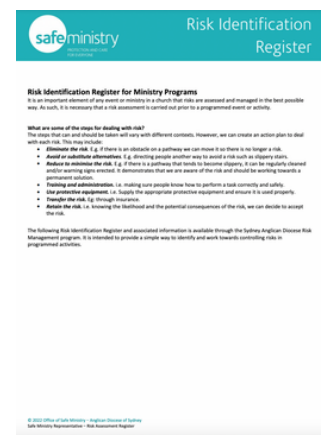 safeministry
PROTECTION AND CARE
FOR EVERYONE
Risk Identification
Register
Risk Identification Register for Ministry Programs
It is an important element of any event or ministry in a church that risks are assessed and managed in the best possible
way. As such, it is necessary that a risk assessment is carried out prior to a programmed event or activity.
What are some of the steps for dealing with risk?
The steps that can and should be taken will vary with different contexts. However, we can create an action plan to deal
with each risk. This may include:
• Eliminate the risk. E.g. if there is an obstacle on a pathway we can move it so there is no longer a risk.
• Avoid or substitute alternatives. E.g. directing people another way to avoid a risk such as slippery stairs.
• Reduce to minimise the risk. E.g. if there is a pathway that tends to become slippery, it can be regularly cleaned
and/or warning signs erected. It demonstrates that we are aware of the risk and should be working towards a
permanent solution.
• Training and administration. i.e. making sure people know how to perform a task correctly and safely.
• Use protective equipment. i.e. Supply the appropriate protective equipment and ensure it is used properly.
• Transfer the risk. Eg: through insurance.
• Retain the risk. i.e. knowing the likelihood and the potential consequences of the risk, we can decide to accept
the risk.
The following Risk Identification Register and associated information is available through the Sydney Anglican Diocese Risk
Management program. It is intended to provide a simple way to identify and work towards controlling risks in
programmed activities.
© 2022 Office of Safe Ministry – Anglican Diocese of Sydney
Safe Ministry Representative – Risk Assessment Register